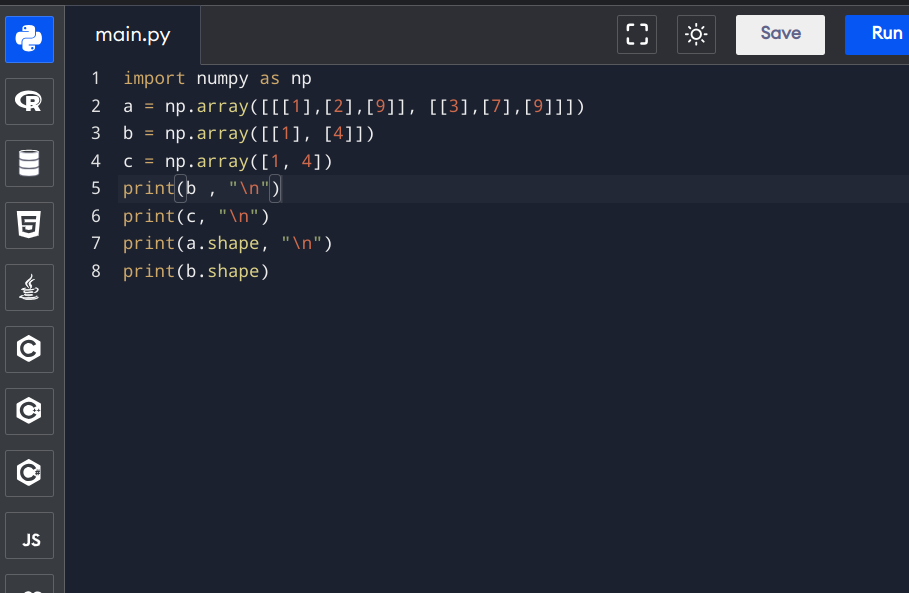 main.py
Save
Run
1 import numpy as np
2 a = np.array([[[1],[2],[9]], [[3],[7],[9]]])
3 b = np.array([[1], [4]])
4 c = np.array([1, 4])
5 print(b , "\n")
6 print(c, "\n")
7 print(a.shape, "\n")
8 print(b.shape)
R
5
C
C++
C#
JS